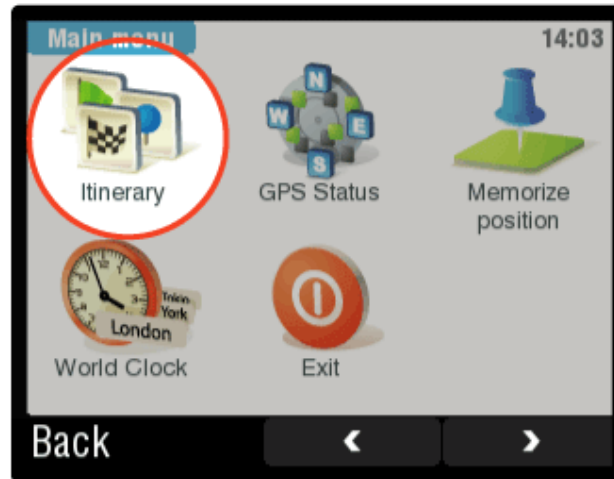 Main menu
14:03
Itinerary
GPS Status
Memorize
position
N
W
E
S
York
London
World Clock
Exit
Back